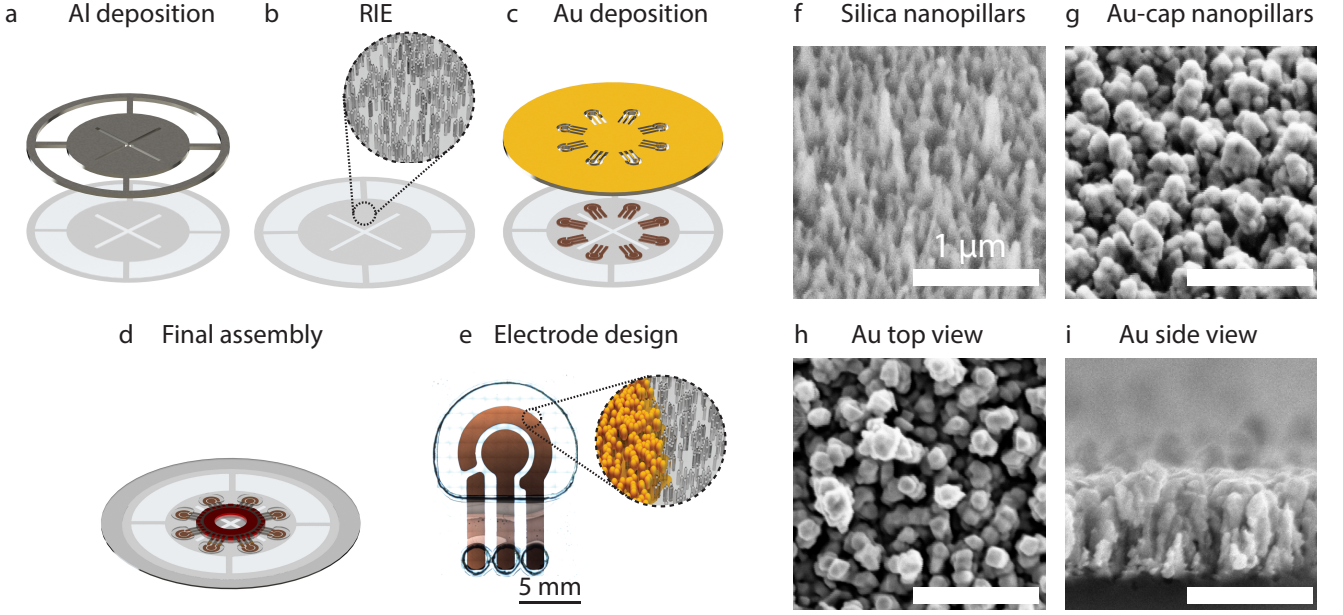 a Al deposition
b RIE
c Au deposition
f Silica nanopillars
g Au-cap nanopillars
1 µm
d Final assembly
e Electrode design
h Au top view
i Au side view
5 mm